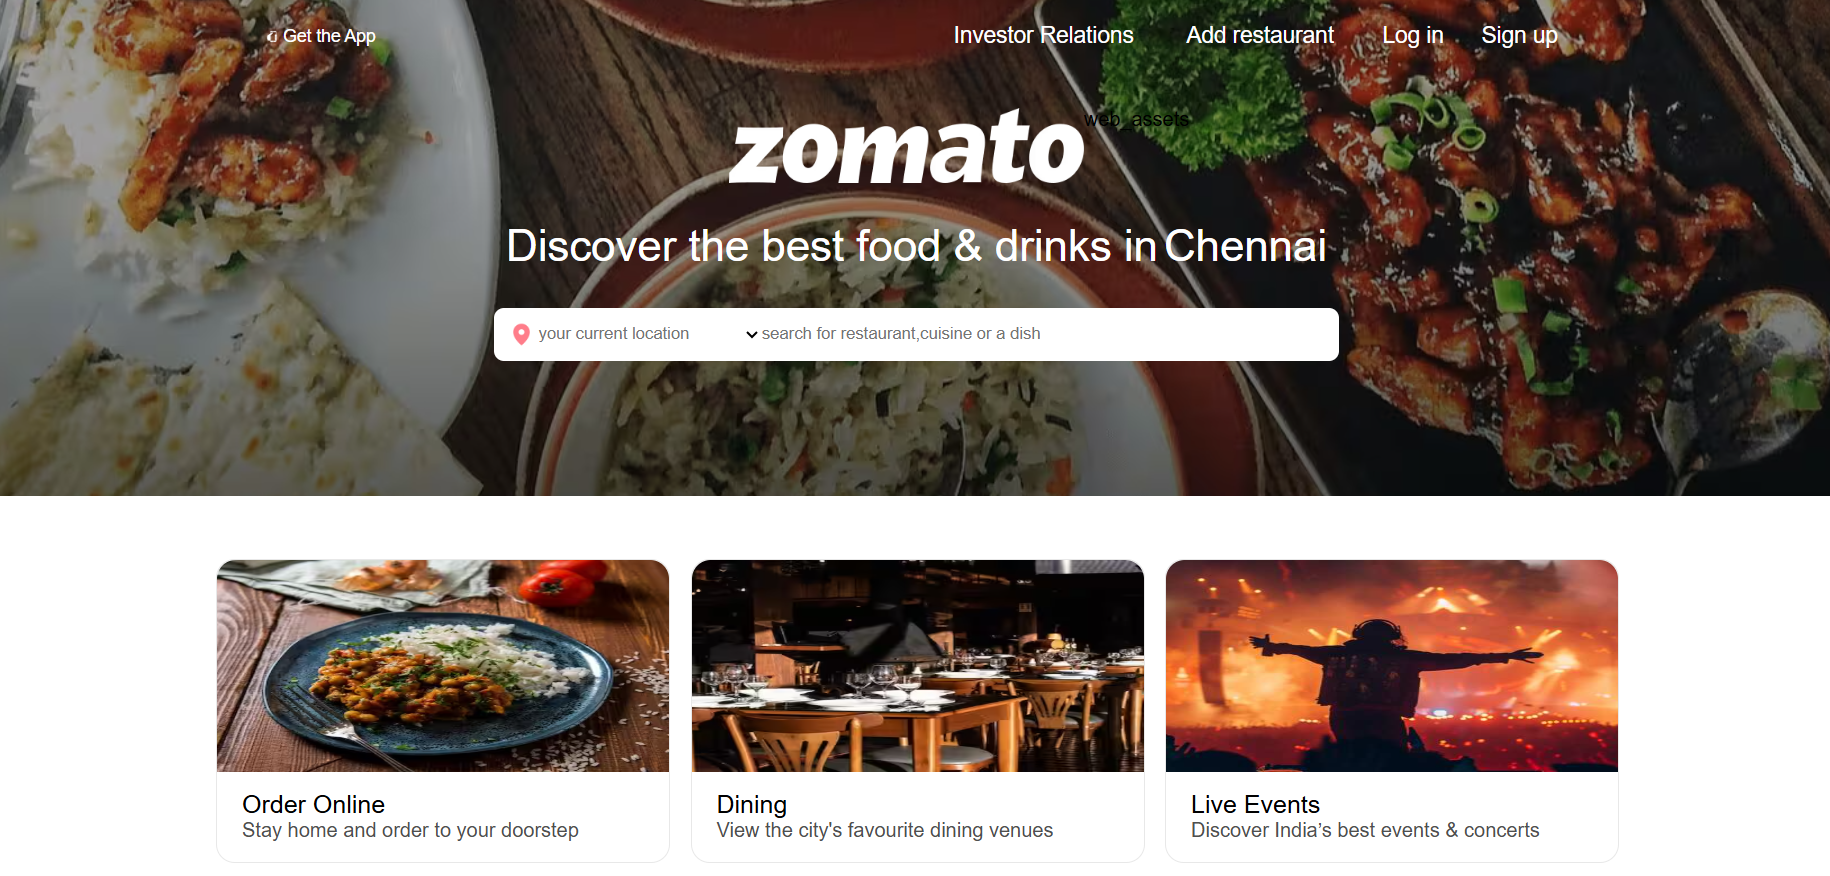 Get the App
Investor Relations
Add restaurant
Log in
Sign up
zomato
web_assets
Discover the best food & drinks in Chennai
your current location
search for restaurant,cuisine or a dish
Order Online
Stay home and order to your doorstep
Dining
View the city's favourite dining venues
Live Events
Discover India’s best events & concerts